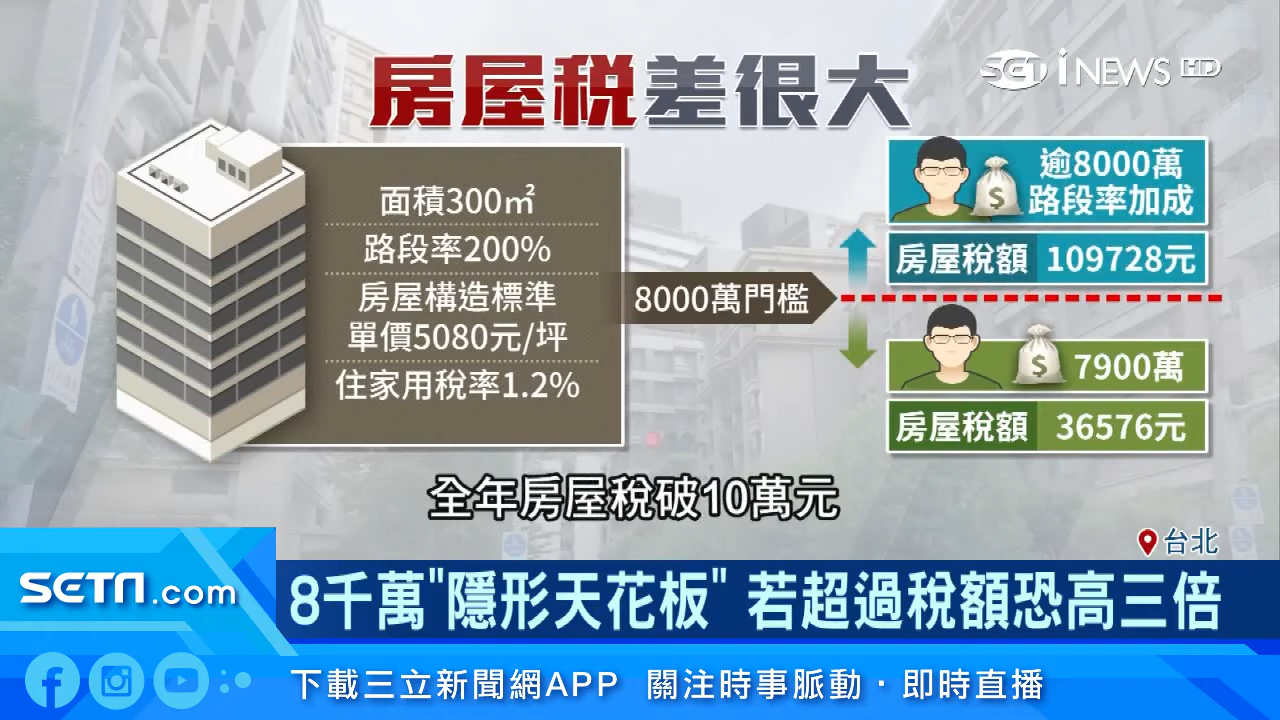 房屋稅差很大
SET iNEWS HD
面積300㎡
路段率200%
房屋構造標準
單價5080元/坪
住家用稅率1.2%
8000萬門檻
逾8000萬
路段率加成
$
房屋稅額 109728元
$
7900萬
房屋稅額 36576元
全年房屋稅破10萬元
台北
SETN.com
8千萬"隱形天花板" 若超過稅額恐高三倍
下載三立新聞網APP 關注時事脈動・即時直播